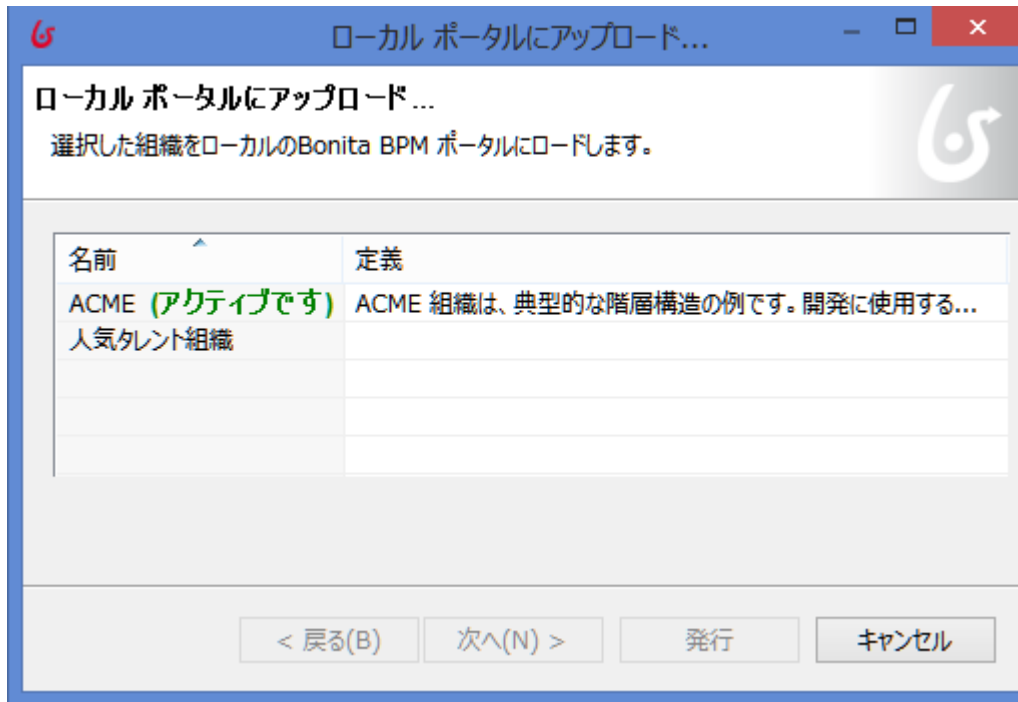 ローカル ポータルにアップロード...
ローカル ポータルにアップロード...
選択した組織をローカルのBonita BPM ポータルにロードします。
名前 定義
ACME (アクティブです) ACME 組織は、典型的な階層構造の例です。開発に使用する...
人気タレント組織
< 戻る(B) 次へ(N) > 発行 キャンセル